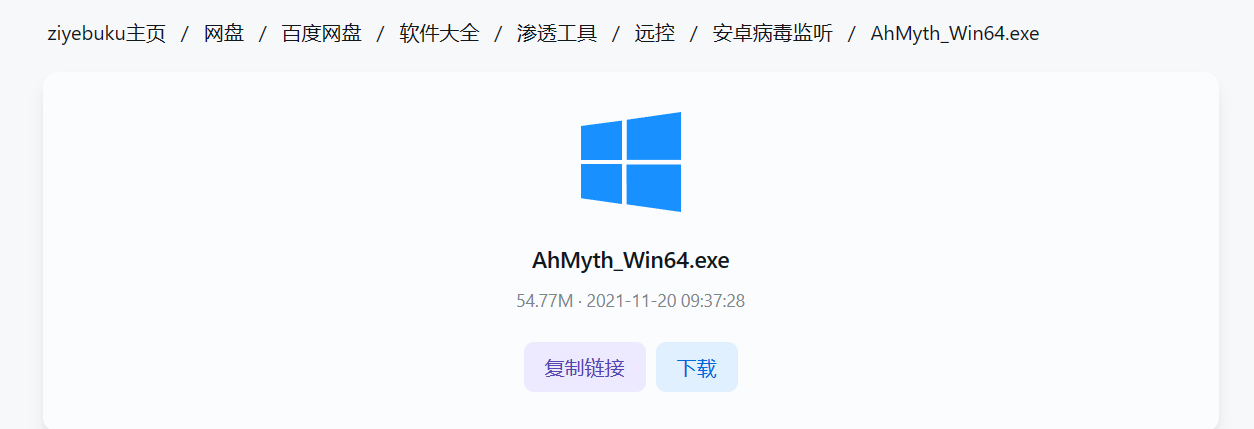 ziyebuku主页 / 网盘 / 百度网盘 / 软件大全 / 渗透工具 / 远控 / 安卓病毒监听 / AhMyth_Win64.exe
AhMyth_Win64.exe
54.77M · 2021-11-20 09:37:28
复制链接 下载